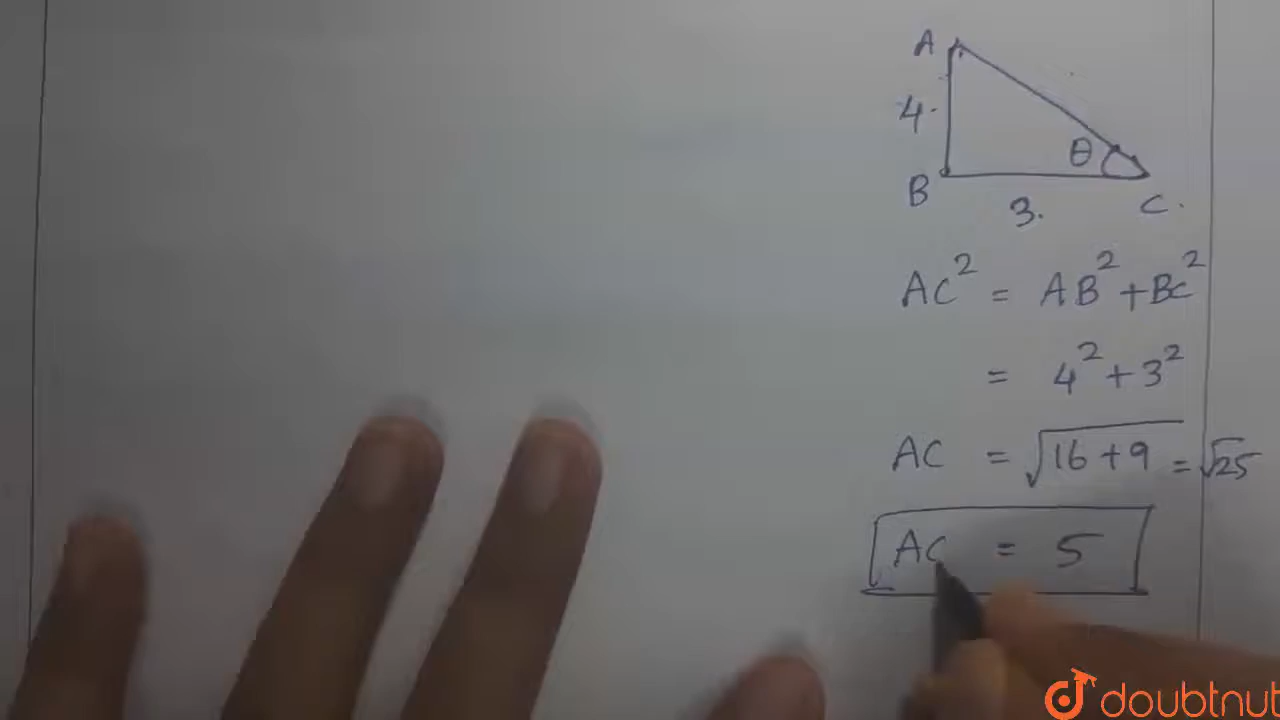 A
4
θ
B
3.
C.
AC² = AB² + BC²
= 4² + 3²
AC = √16 + 9 = √25
AC = 5
doubtnut